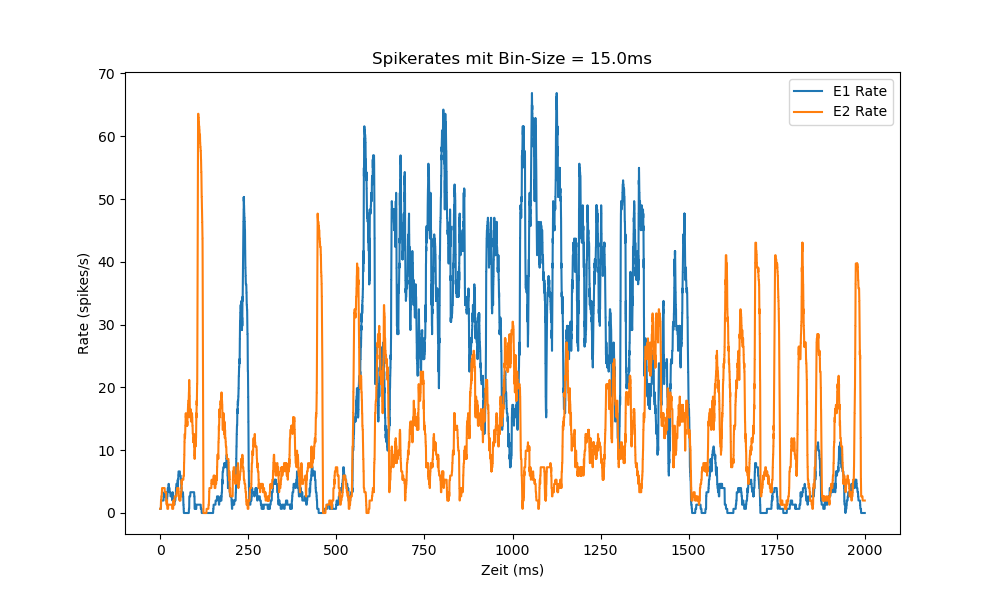 Spikerates mit Bin-Size = 15.0ms
70
60
50
40
30
20
10
0
Rate (spikes/s)
E1 Rate
E2 Rate
0 250 500 750 1000 1250 1500 1750 2000
Zeit (ms)